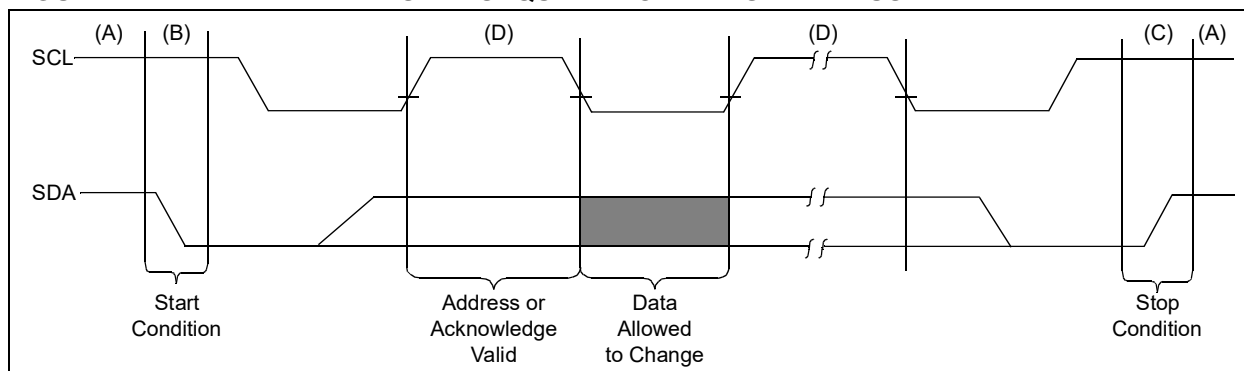 (A) (B) (D) (D) (C) (A)
SCL
SDA
Start
Condition
Address or
Acknowledge
Valid
Data
Allowed
to Change
Stop
Condition